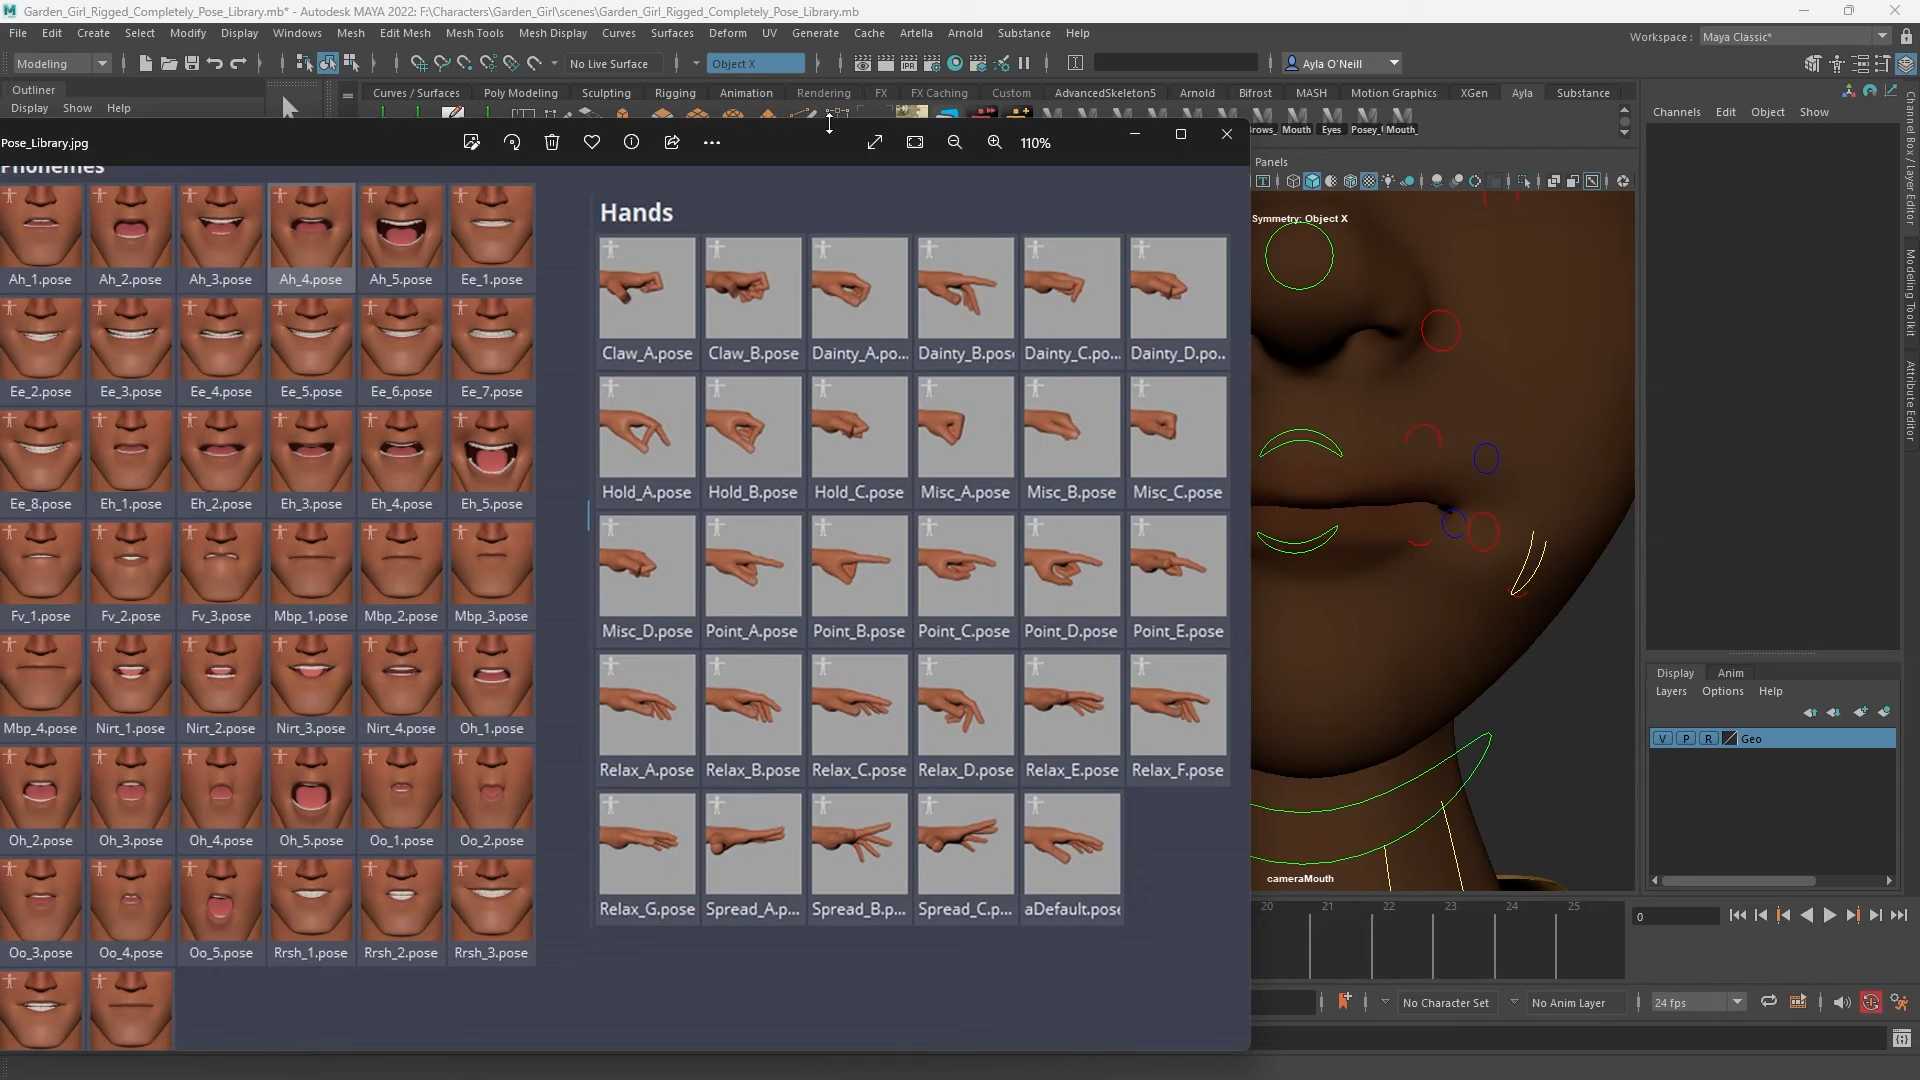 Garden_Girl_Rigged_Completely_Pose_Library.mb* - Autodesk MAYA 2022: F:\Characters\Garden_Girl\scenes\Garden_Girl_Rigged_Completely_Pose_Library.mb
File Edit Create Select Modify Display Windows Mesh Edit Mesh Mesh Tools Mesh Display Curves Surfaces Deform UV Generate Cache Artella Arnold Substance Help
Workspace : Maya Classic*
Modeling No Live Surface Object X Ayla O'Neill
Outliner
Display Show Help
Curves / Surfaces Poly Modeling Sculpting Rigging Animation Rendering FX FX Caching Custom AdvancedSkeleton5 Arnold Bifrost MASH Motion Graphics XGen Ayla Substance
Mouth Eyes Mouth_
Channels Edit Object Show
Pose_Library.jpg
110%
Panels
Symmetry: Object X
Phonemes
Ah_1.pose Ah_2.pose Ah_3.pose Ah_4.pose Ah_5.pose Ee_1.pose
Ee_2.pose Ee_3.pose Ee_4.pose Ee_5.pose Ee_6.pose Ee_7.pose
Ee_8.pose Eh_1.pose Eh_2.pose Eh_3.pose Eh_4.pose Eh_5.pose
Fv_1.pose Fv_2.pose Fv_3.pose Mbp_1.pose Mbp_2.pose Mbp_3.pose
Mbp_4.pose Nirt_1.pose Nirt_2.pose Nirt_3.pose Nirt_4.pose Oh_1.pose
Oh_2.pose Oh_3.pose Oh_4.pose Oh_5.pose Oo_1.pose Oo_2.pose
Oo_3.pose Oo_4.pose Oo_5.pose Rrsh_1.pose Rrsh_2.pose Rrsh_3.pose
Hands
Claw_A.pose Claw_B.pose Dainty_A.po... Dainty_B.pose Dainty_C.po... Dainty_D.po..
Hold_A.pose Hold_B.pose Hold_C.pose Misc_A.pose Misc_B.pose Misc_C.pose
Misc_D.pose Point_A.pose Point_B.pose Point_C.pose Point_D.pose Point_E.pose
Relax_A.pose Relax_B.pose Relax_C.pose Relax_D.pose Relax_E.pose Relax_F.pose
Relax_G.pose Spread_A.p... Spread_B.p... Spread_C.p... aDefault.pose
cameraMouth
Channel Box / Layer Editor
Modeling Toolkit
Attribute Editor
Display Anim
Layers Options Help
V P R Geo
20 21 22 23 24 25
0
No Character Set No Anim Layer 24 fps